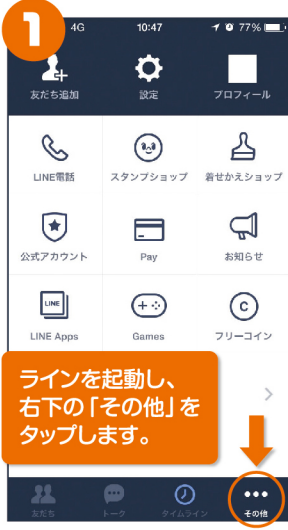 1
4G 10:47 77%
友だち追加 設定 プロフィール
LINE電話 スタンプショップ 着せかえショップ
公式アカウント Pay お知らせ
LINE
C
LINE Apps Games フリーコイン
ラインを起動し、
右下の「その他」を
タップします。
友だち トーク タイムライン その他